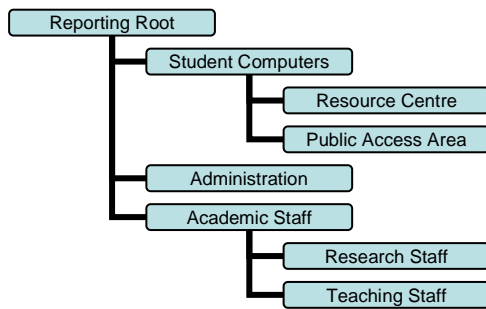 Reporting Root
Student Computers
Resource Centre
Public Access Area
Administration
Academic Staff
Research Staff
Teaching Staff